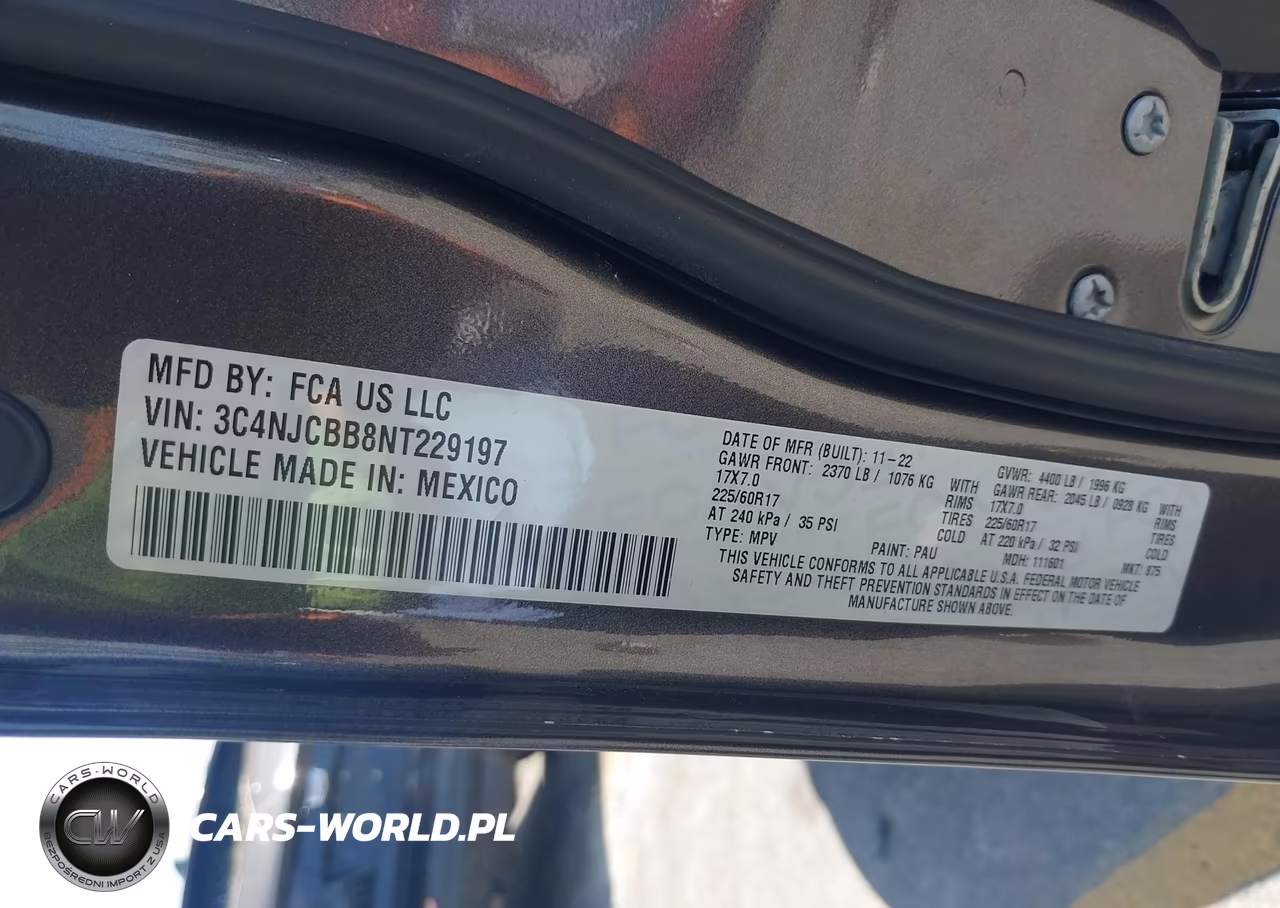 MFD BY: FCA US LLC
VIN: 3C4NJCBB8NT229197
VEHICLE MADE IN: MEXICO
DATE OF MFR (BUILT): 11-22 GVWR: 4400 LB / 1996 KG
GAWR FRONT: 2370 LB / 1076 KG WITH GAWR REAR: 2045 LB / 0928 KG WITH
17X7.0 RIMS 17X7.0 RIMS
225/60R17 TIRES 225/60R17 TIRES
AT 240 kPa / 35 PSI COLD AT 220 kPa / 32 PSI COLD
TYPE: MPV PAINT: PAU MDH: 111601 MKT: 875
THIS VEHICLE CONFORMS TO ALL APPLICABLE U.S.A. FEDERAL MOTOR VEHICLE
SAFETY AND THEFT PREVENTION STANDARDS IN EFFECT ON THE DATE OF
MANUFACTURE SHOWN ABOVE.
CARS-WORLD
CW
BEZPOŚREDNI IMPORT Z USA
CARS-WORLD.PL